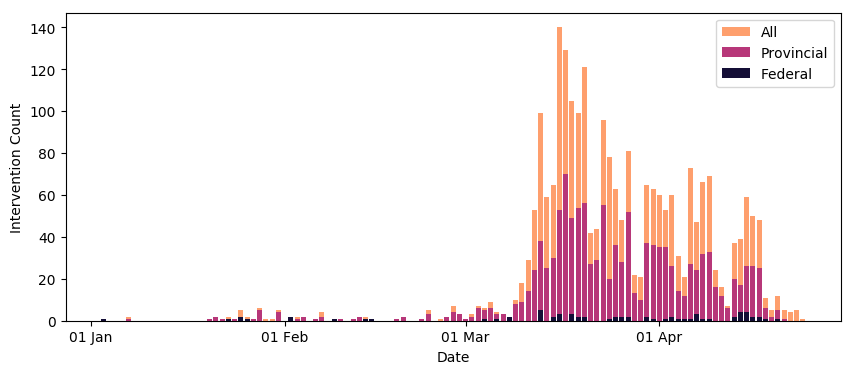 140
120
100
80
60
40
20
0
Intervention Count
All
Provincial
Federal
01 Jan
01 Feb
01 Mar
01 Apr
Date